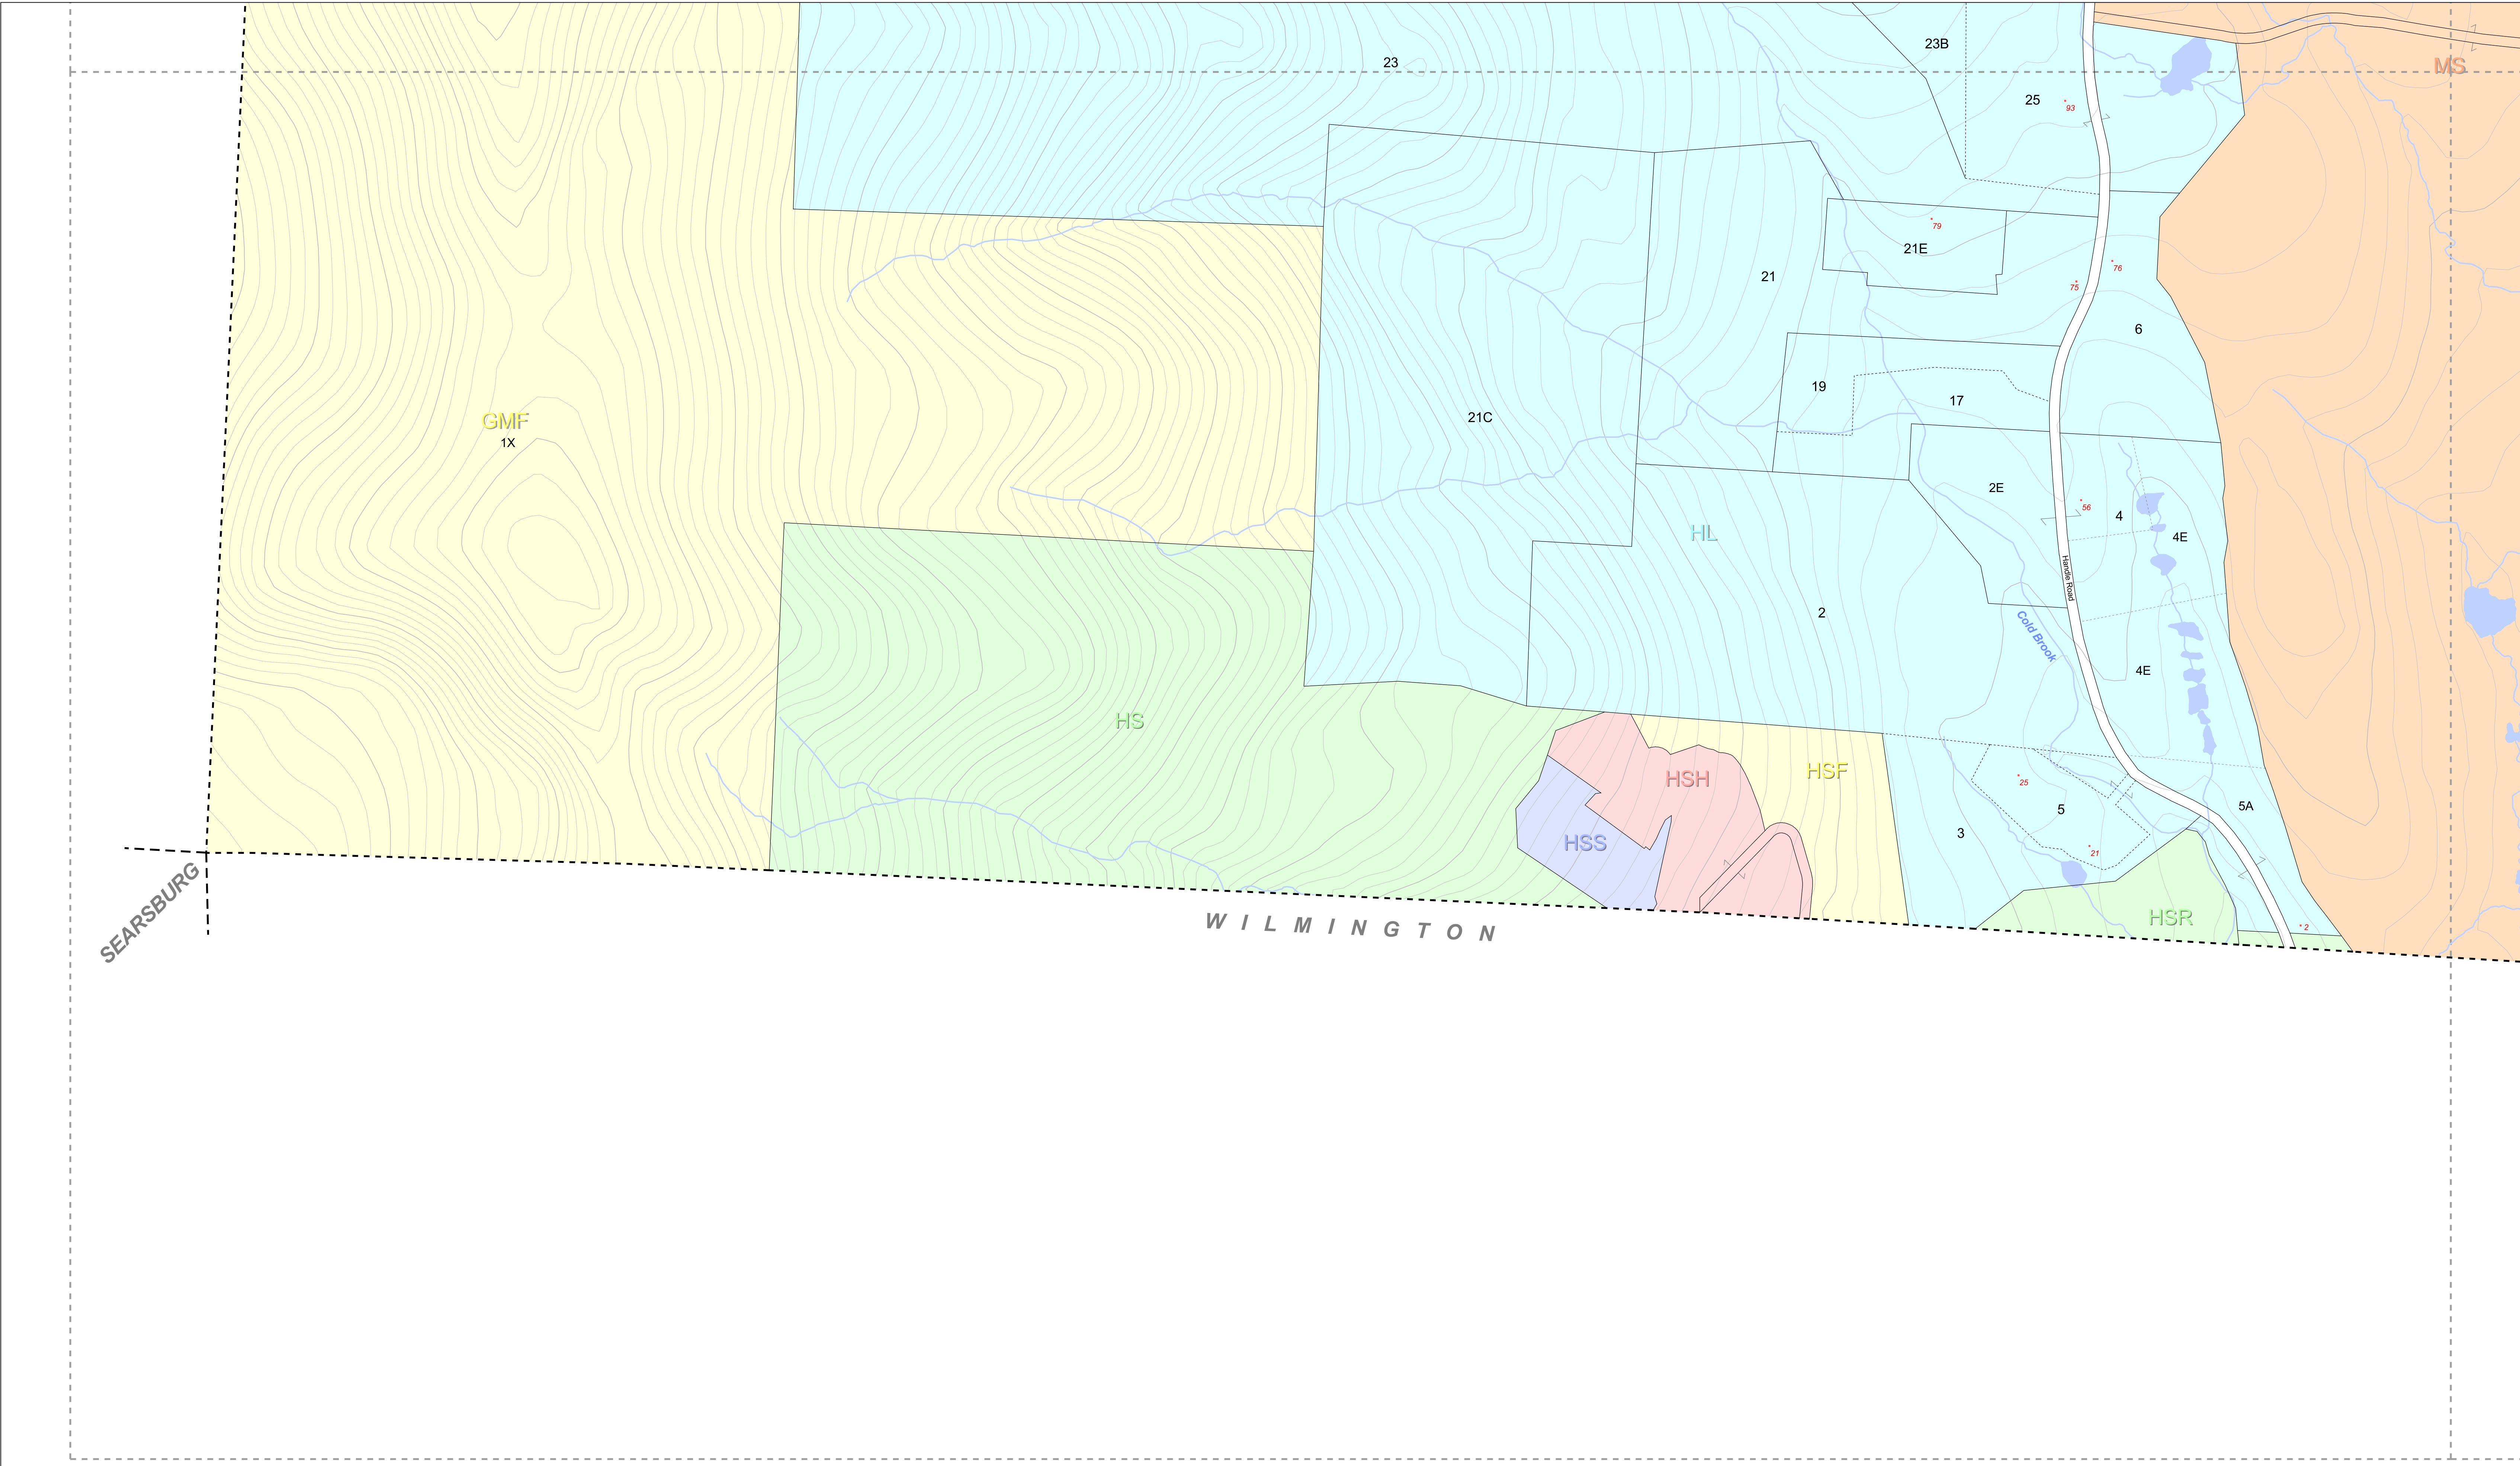 23B
23
MS
25
93
79
21E
76
21
75
6
19
17
21C
GMF
1X
2E
56
4
HL
4E
Handle Road
2
Cold Brook
4E
HS
HSF
HSH
25
5
5A
3
HSS
21
SEARSBURG
HSR
WILMINGTON
2